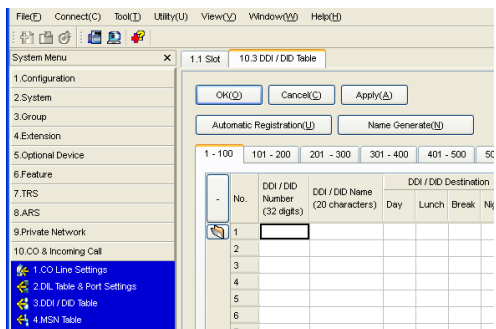 File(F) Connect(C) Tool(T) Utility(U) View(V) Window(W) Help(H)
System Menu
1.1 Slot 10.3 DDI / DID Table
1.Configuration
2.System
3.Group
4.Extension
5.Optional Device
6.Feature
7.TRS
8.ARS
9.Private Network
10.CO & Incoming Call
1.CO Line Settings
2.DIL Table & Port Settings
3.DDI / DID Table
4.MSN Table
OK(O) Cancel(C) Apply(A)
Automatic Registration(U) Name Generate(N)
1 - 100 101 - 200 201 - 300 301 - 400 401 - 500 50
- No. DDI / DID Number (32 digits) DDI / DID Name (20 characters) DDI / DID Destination
Day Lunch Break Nig
1
2
3
4
5
6